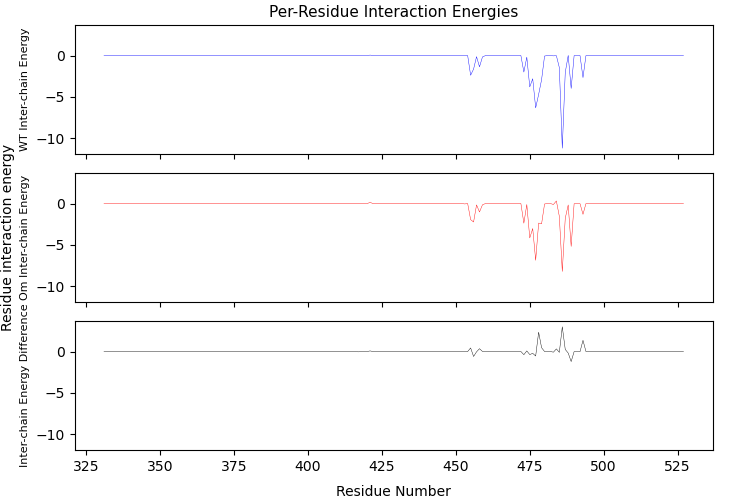 Per-Residue Interaction Energies
Residue interaction energy
WT Inter-chain Energy
0
−5
−10
Om Inter-chain Energy
0
−5
−10
Inter-chain Energy Difference
0
−5
−10
325 350 375 400 425 450 475 500 525
Residue Number